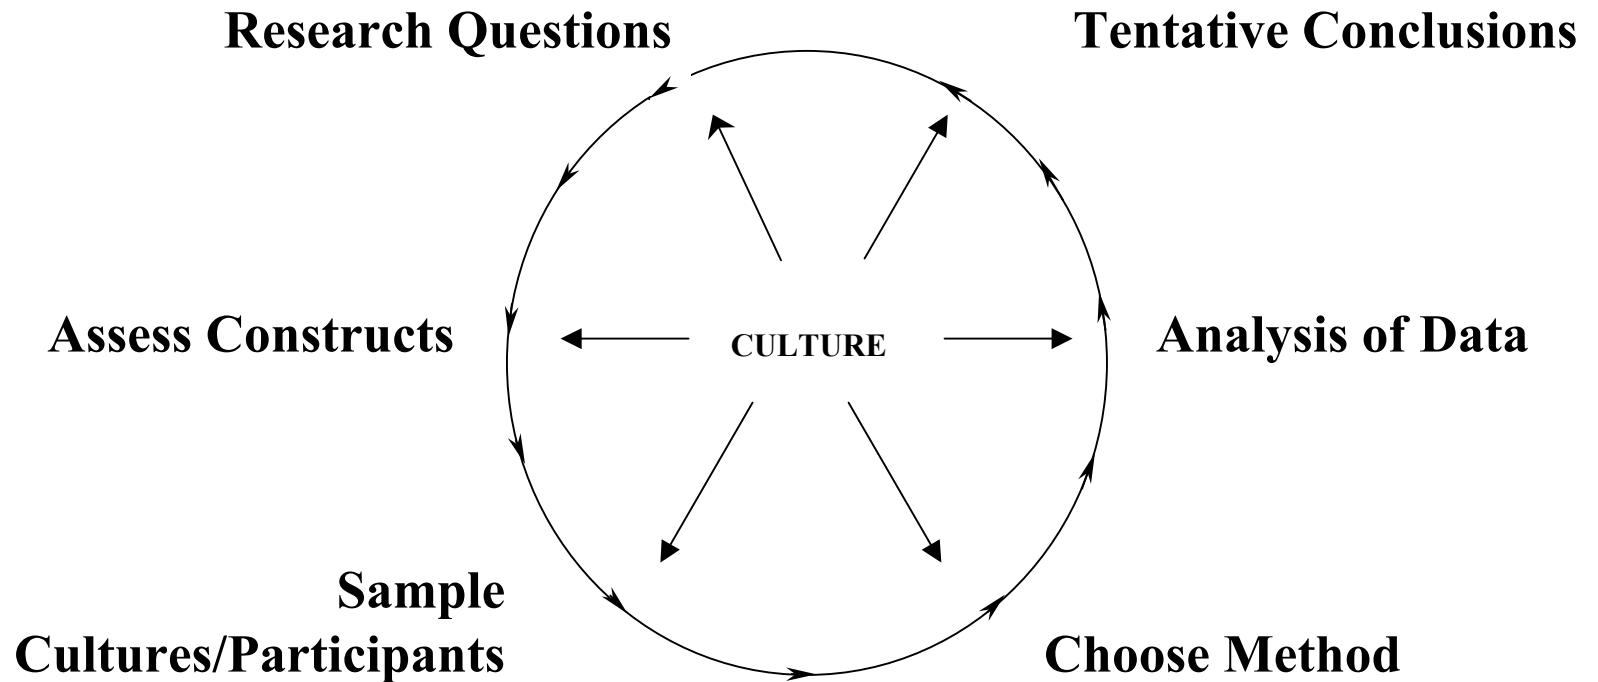 Research Questions
Tentative Conclusions
Assess Constructs
CULTURE
Analysis of Data
Sample
Cultures/Participants
Choose Method